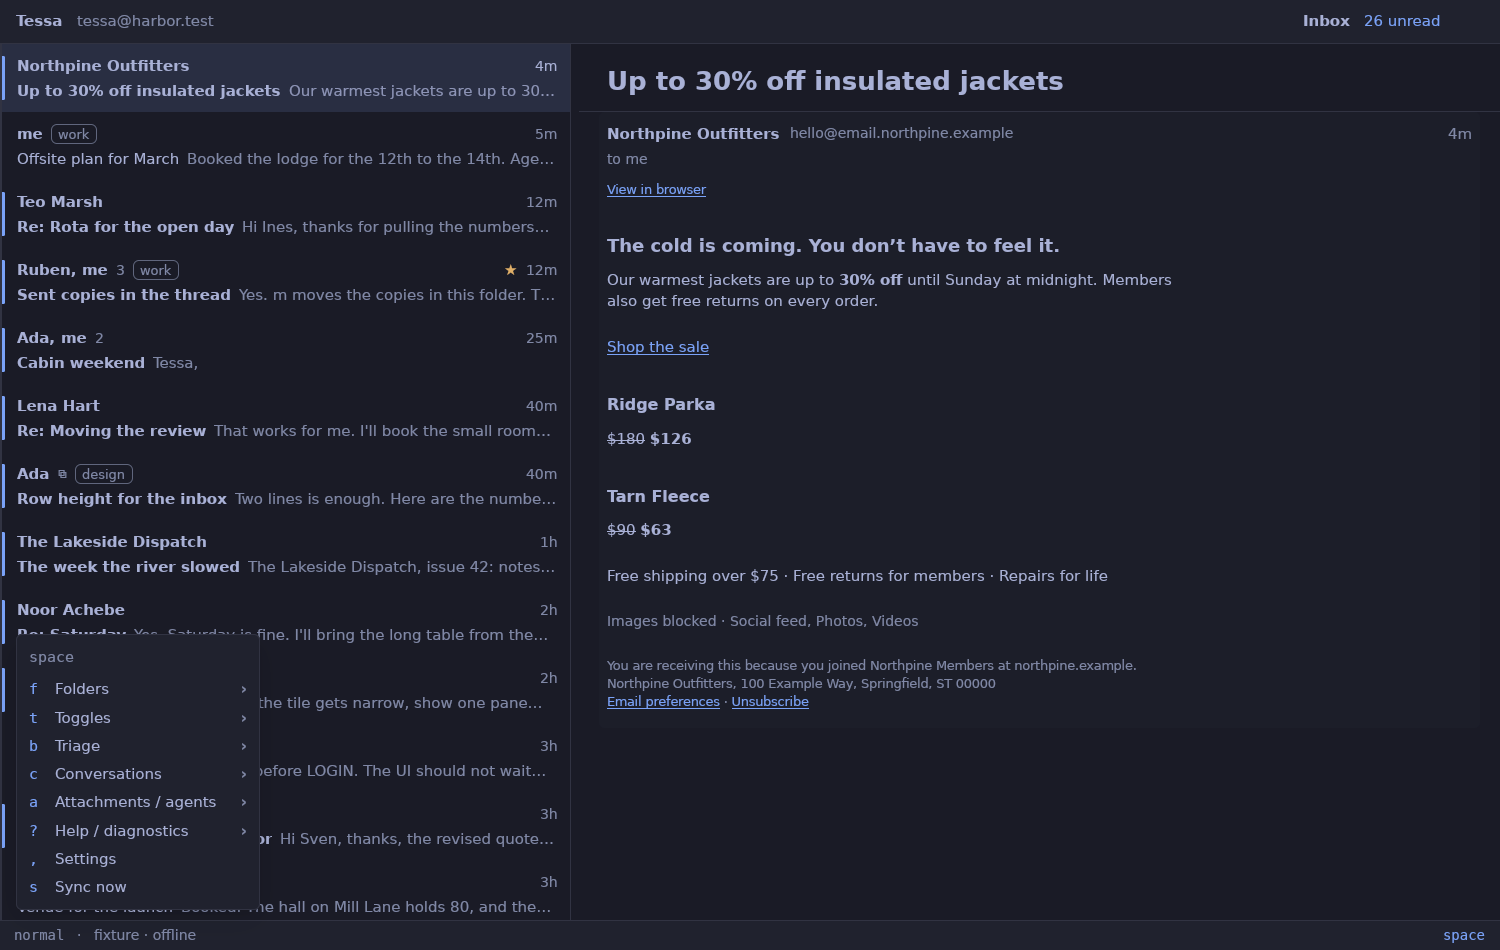 Tessa tessa@harbor.test
Inbox 26 unread
Northpine Outfitters 4m
Up to 30% off insulated jackets Our warmest jackets are up to 30…
me work 5m
Offsite plan for March Booked the lodge for the 12th to the 14th. Age…
Teo Marsh 12m
Re: Rota for the open day Hi Ines, thanks for pulling the numbers…
Ruben, me 3 work ★ 12m
Sent copies in the thread Yes. m moves the copies in this folder. T…
Ada, me 2 25m
Cabin weekend Tessa,
Lena Hart 40m
Re: Moving the review That works for me. I'll book the small room…
Ada design 40m
Row height for the inbox Two lines is enough. Here are the numbe…
The Lakeside Dispatch 1h
The week the river slowed The Lakeside Dispatch, issue 42: notes…
Noor Achebe 2h
Re: Saturday Yes. Saturday is fine. I'll bring the long table from the…
2h
the tile gets narrow, show one pane…
3h
before LOGIN. The UI should not wait…
3h
or Hi Sven, thanks, the revised quote…
3h
Venue for the launch Booked. The hall on Mill Lane holds 80, and the…
space
f Folders ›
t Toggles ›
b Triage ›
c Conversations ›
a Attachments / agents ›
? Help / diagnostics ›
, Settings
s Sync now
Up to 30% off insulated jackets
Northpine Outfitters hello@email.northpine.example 4m
to me
View in browser
The cold is coming. You don’t have to feel it.
Our warmest jackets are up to 30% off until Sunday at midnight. Members
also get free returns on every order.
Shop the sale
Ridge Parka
$180 $126
Tarn Fleece
$90 $63
Free shipping over $75 · Free returns for members · Repairs for life
Images blocked · Social feed, Photos, Videos
You are receiving this because you joined Northpine Members at northpine.example.
Northpine Outfitters, 100 Example Way, Springfield, ST 00000
Email preferences · Unsubscribe
normal · fixture · offline
space